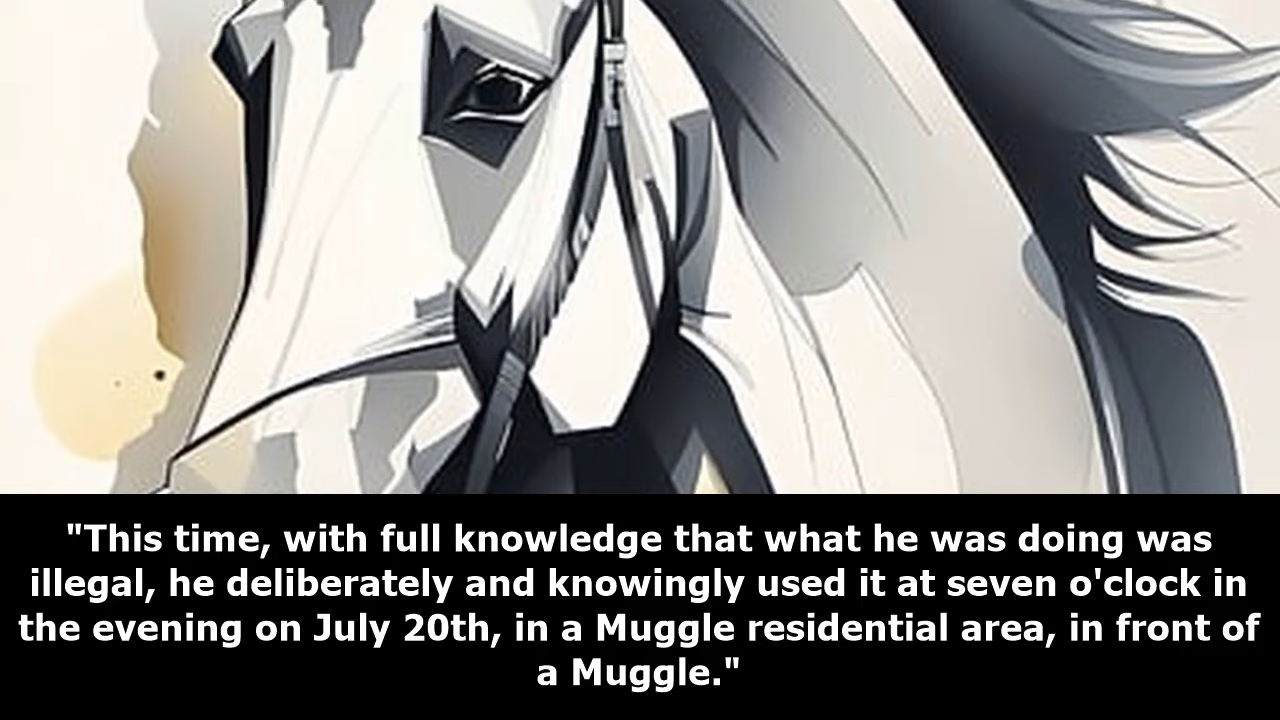 "This time, with full knowledge that what he was doing was
illegal, he deliberately and knowingly used it at seven o'clock in
the evening on July 20th, in a Muggle residential area, in front of
a Muggle."